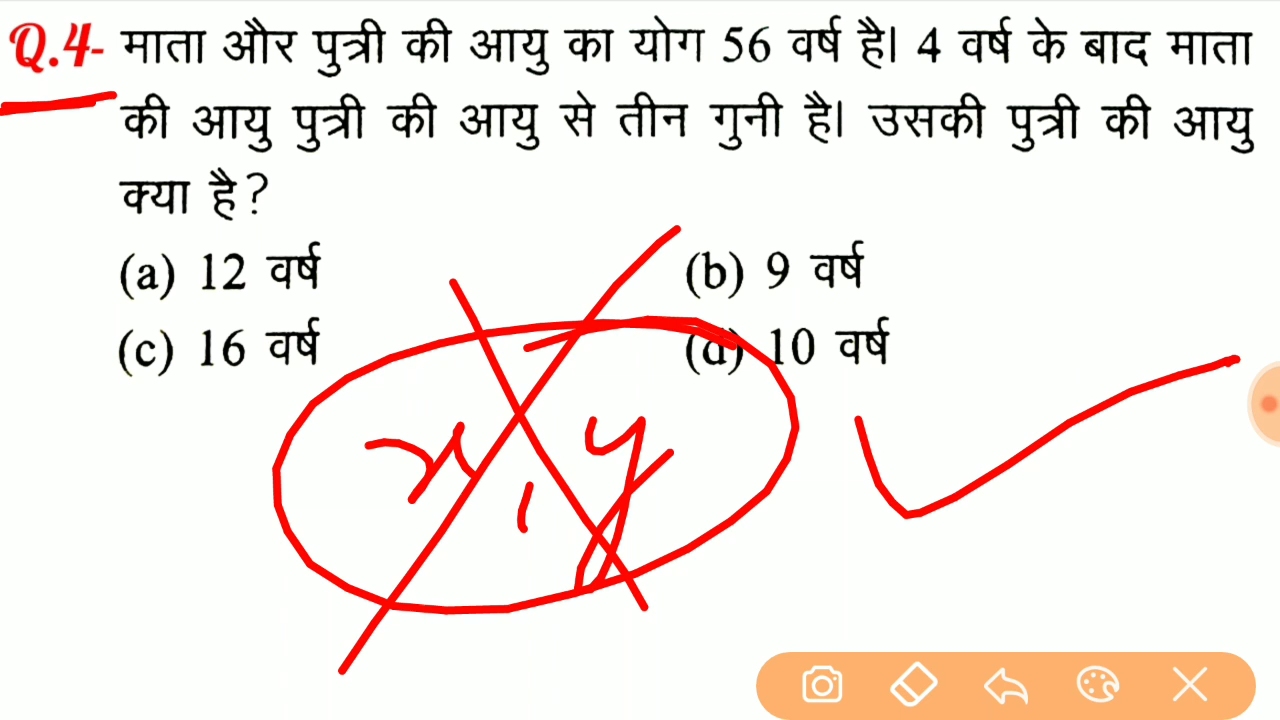 Q.4- माता और पुत्री की आयु का योग 56 वर्ष है। 4 वर्ष के बाद माता
की आयु पुत्री की आयु से तीन गुनी है। उसकी पुत्री की आयु
क्या है?
(a) 12 वर्ष (b) 9 वर्ष
(c) 16 वर्ष (d) 10 वर्ष
x, y